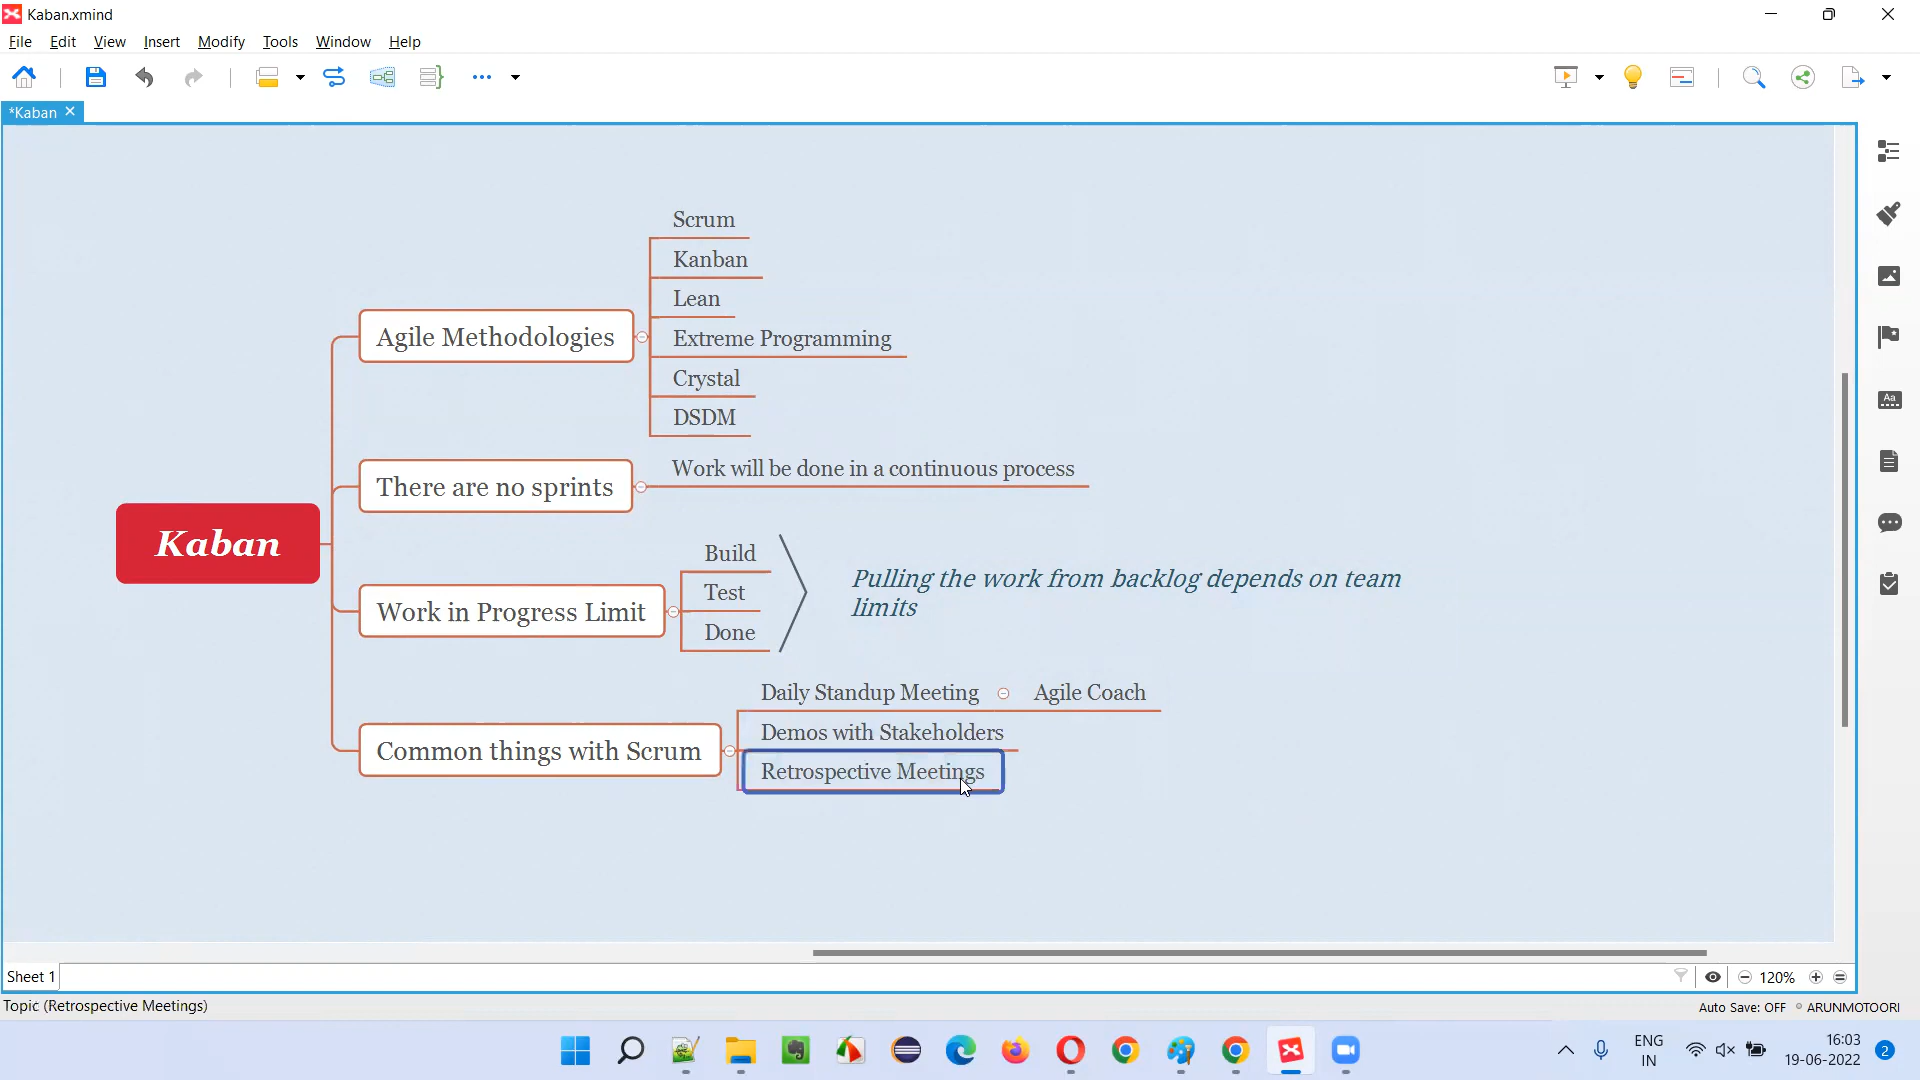 Kaban.xmind
File Edit View Insert Modify Tools Window Help
*Kaban
Scrum
Kanban
Lean
Extreme Programming
Crystal
DSDM
Agile Methodologies
Work will be done in a continuous process
There are no sprints
Kaban
Build
Test
Done
Work in Progress Limit
Pulling the work from backlog depends on team
limits
Daily Standup Meeting Agile Coach
Demos with Stakeholders
Retrospective Meetings
Common things with Scrum
Aa
Sheet 1
120%
Topic (Retrospective Meetings)
Auto Save: OFF ARUNMOTOORI
ENG
IN
16:03
19-06-2022
2